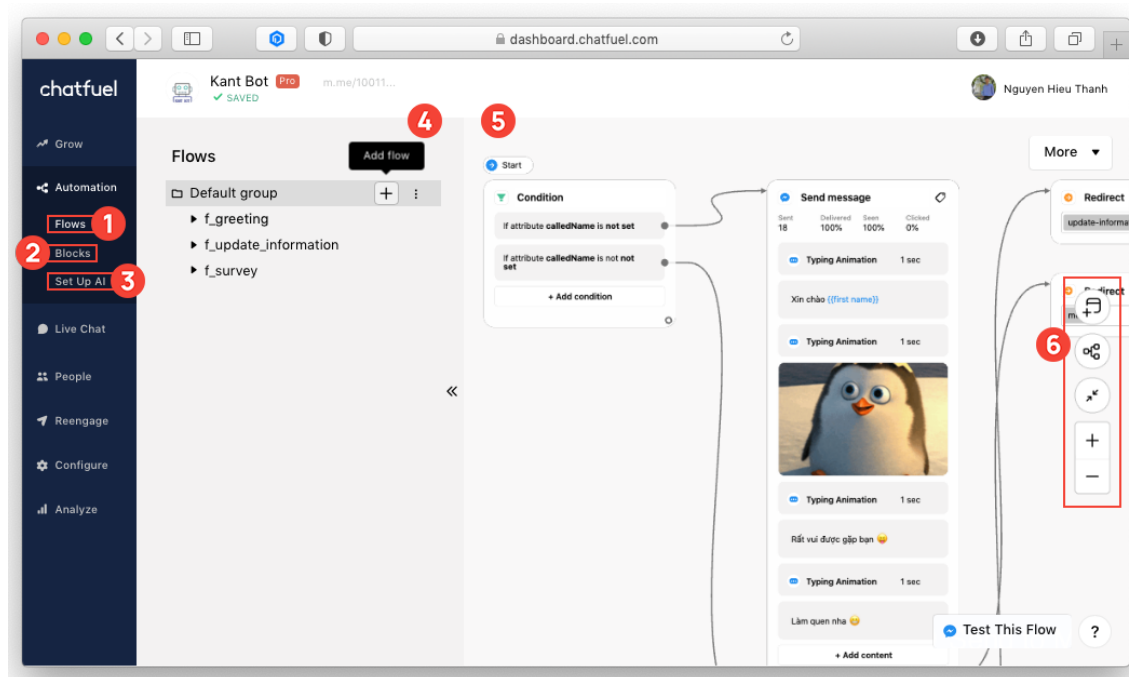 dashboard.chatfuel.com
chatfuel
Kant Bot Pro m.me/10011...
SAVED
Nguyen Hieu Thanh
Grow
Automation
Flows 1
2 Blocks
Set Up AI 3
Live Chat
People
Reengage
Configure
Analyze
4
Flows
Add flow
Default group
f_greeting
f_update_information
f_survey
5
Start
Condition
If attribute calledName is not set
If attribute calledName is not not
set
+ Add condition
Send message
Sent Delivered Seen Clicked
18 100% 100% 0%
Typing Animation 1 sec
Xin chào {{first name}}
Typing Animation 1 sec
Typing Animation 1 sec
Rất vui được gặp bạn 😛
Typing Animation 1 sec
Làm quen nha 😊
+ Add content
More
Redirect
update-informa
Redirect
6
Test This Flow
?